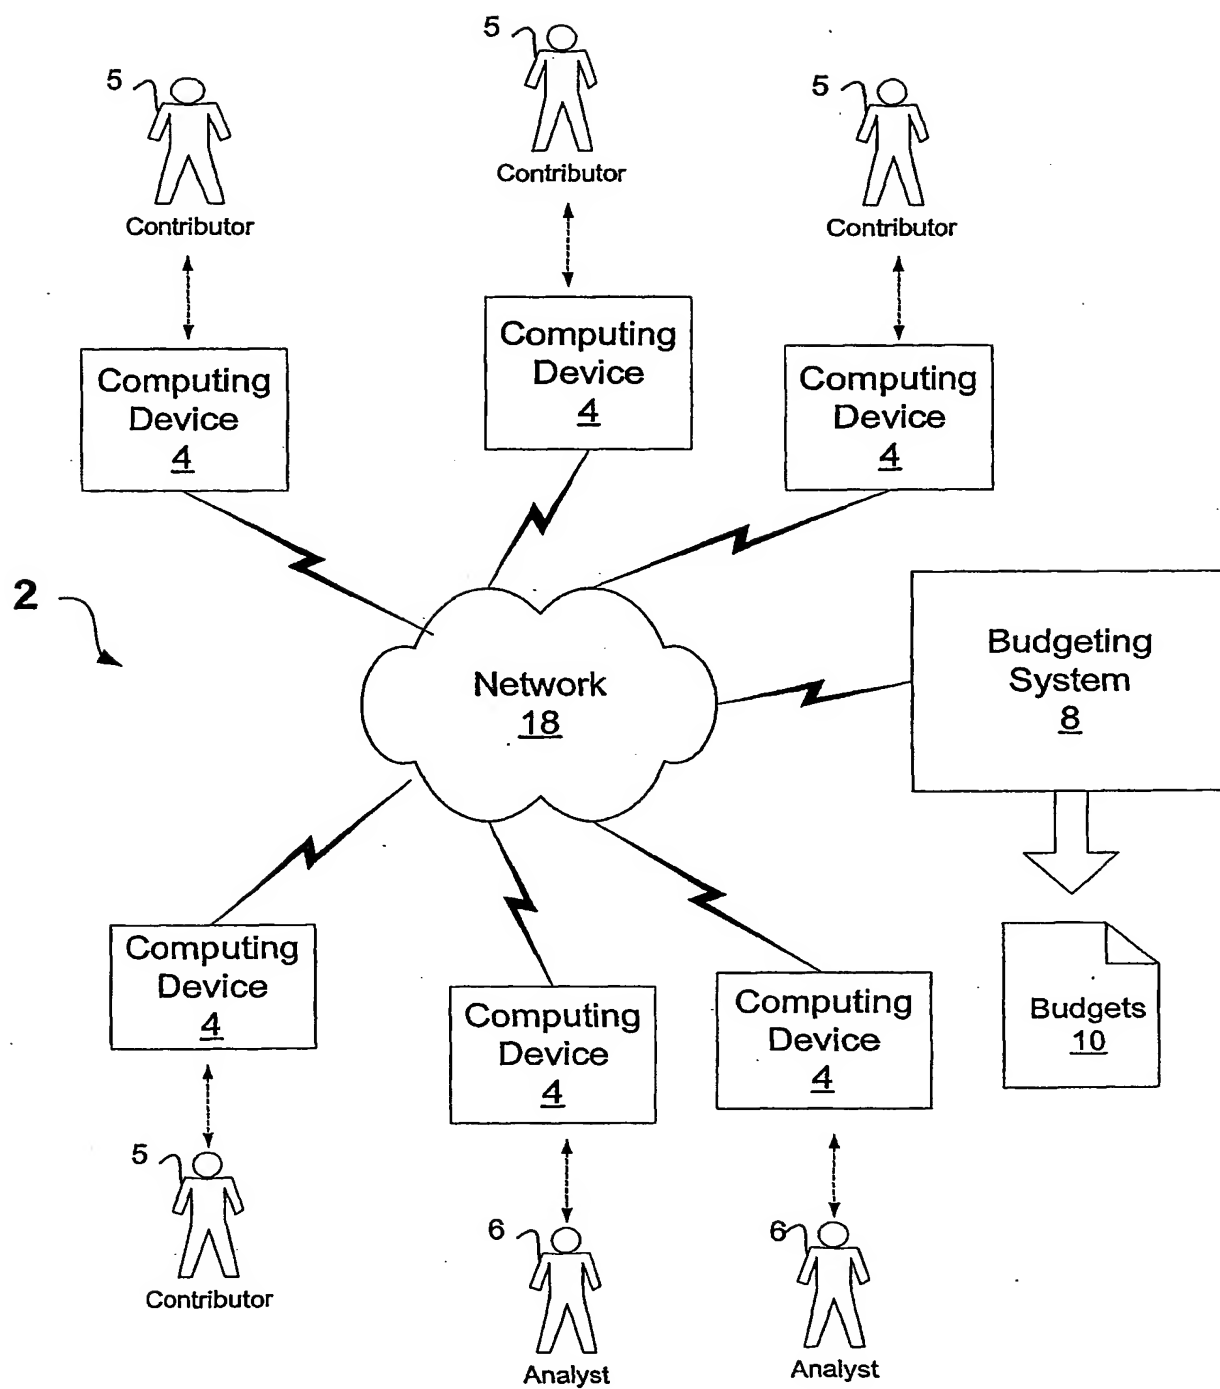 5
5
5
Contributor
Contributor
Contributor
Computing
Device
4
Computing
Device
4
Computing
Device
4
2
Network
18
Budgeting
System
8
Computing
Device
4
Computing
Device
4
Computing
Device
4
Budgets
10
5
Contributor
6
Analyst
6
Analyst